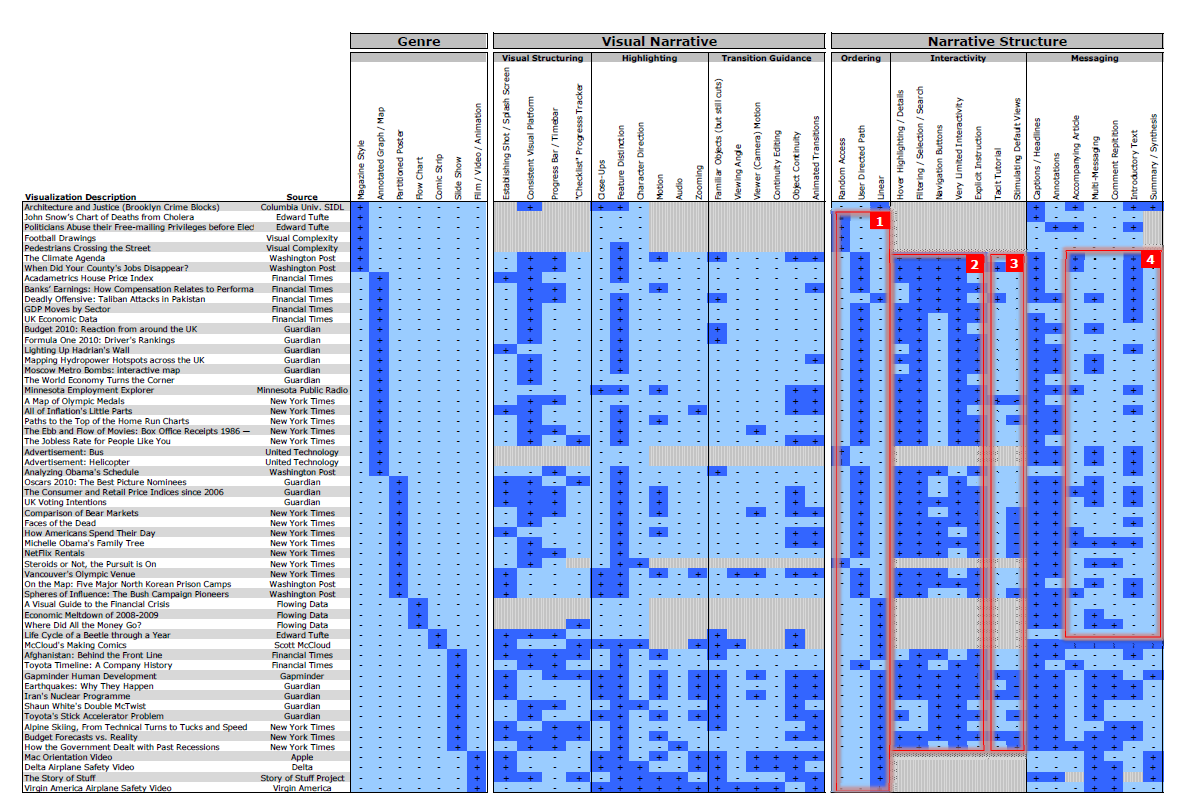 Genre Visual Narrative Narrative Structure
Visual Structuring Highlighting Transition Guidance Ordering Interactivity Messaging
Magazine Style
Annotated Graph / Map
Partitioned Poster
Flow Chart
Comic Strip
Slide Show
Film / Video / Animation
Establishing Shot / Splash Screen
Consistent Visual Platform
Progress Bar / Timebar
"Checklist" Progresss Tracker
Close-Ups
Feature Distinction
Character Direction
Motion
Audio
Zooming
Familiar Objects (but still cuts)
Viewing Angle
Viewer (Camera) Motion
Continuity Editing
Object Continuity
Animated Transitions
Random Access
User Directed Path
Linear
Hover Highlighting / Details
Filtering / Selection / Search
Navigation Buttons
Very Limited Interactivity
Explicit Instruction
Tacit Tutorial
Stimulating Default Views
Captions / Headlines
Annotations
Accompanying Article
Multi-Messaging
Comment Repitition
Introductory Text
Summary / Synthesis
Visualization Description Source
Architecture and Justice (Brooklyn Crime Blocks) Columbia Univ. SIDL
John Snow's Chart of Deaths from Cholera Edward Tufte
Politicians Abuse their Free-mailing Privileges before Elec Edward Tufte
Football Drawings Visual Complexity
Pedestrians Crossing the Street Visual Complexity
The Climate Agenda Washington Post
When Did Your County's Jobs Disappear? Washington Post
Acadametrics House Price Index Financial Times
Banks' Earnings: How Compensation Relates to Performa Financial Times
Deadly Offensive: Taliban Attacks in Pakistan Financial Times
GDP Moves by Sector Financial Times
UK Economic Data Financial Times
Budget 2010: Reaction from around the UK Guardian
Formula One 2010: Driver's Rankings Guardian
Lighting Up Hadrian's Wall Guardian
Mapping Hydropower Hotspots across the UK Guardian
Moscow Metro Bombs: interactive map Guardian
The World Economy Turns the Corner Guardian
Minnesota Employment Explorer Minnesota Public Radio
A Map of Olympic Medals New York Times
All of Inflation's Little Parts New York Times
Paths to the Top of the Home Run Charts New York Times
The Ebb and Flow of Movies: Box Office Receipts 1986 — New York Times
The Jobless Rate for People Like You New York Times
Advertisement: Bus United Technology
Advertisement: Helicopter United Technology
Analyzing Obama's Schedule Washington Post
Oscars 2010: The Best Picture Nominees Guardian
The Consumer and Retail Price Indices since 2006 Guardian
UK Voting Intentions Guardian
Comparison of Bear Markets New York Times
Faces of the Dead New York Times
How Americans Spend Their Day New York Times
Michelle Obama's Family Tree New York Times
NetFlix Rentals New York Times
Steroids or Not, the Pursuit is On New York Times
Vancouver's Olympic Venue New York Times
On the Map: Five Major North Korean Prison Camps Washington Post
Spheres of Influence: The Bush Campaign Pioneers Washington Post
A Visual Guide to the Financial Crisis Flowing Data
Economic Meltdown of 2008-2009 Flowing Data
Where Did All the Money Go? Flowing Data
Life Cycle of a Beetle through a Year Edward Tufte
McCloud's Making Comics Scott McCloud
Afghanistan: Behind the Front Line Financial Times
Toyota Timeline: A Company History Financial Times
Gapminder Human Development Gapminder
Earthquakes: Why They Happen Guardian
Iran's Nuclear Programme Guardian
Shaun White's Double McTwist Guardian
Toyota's Stick Accelerator Problem Guardian
Alpine Skiing, From Technical Turns to Tucks and Speed New York Times
Budget Forecasts vs. Reality New York Times
How the Government Dealt with Past Recessions New York Times
Mac Orientation Video Apple
Delta Airplane Safety Video Delta
The Story of Stuff Story of Stuff Project
Virgin America Airplane Safety Video Virgin America
1
2
3
4